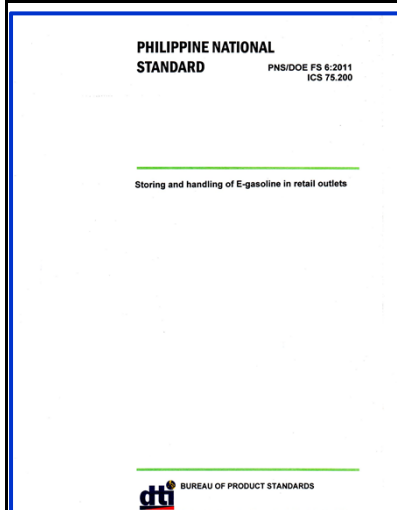 PHILIPPINE NATIONAL
STANDARD
PNS/DOE FS 6:2011
ICS 75.200
Storing and handling of E-gasoline in retail outlets
dti
BUREAU OF PRODUCT STANDARDS